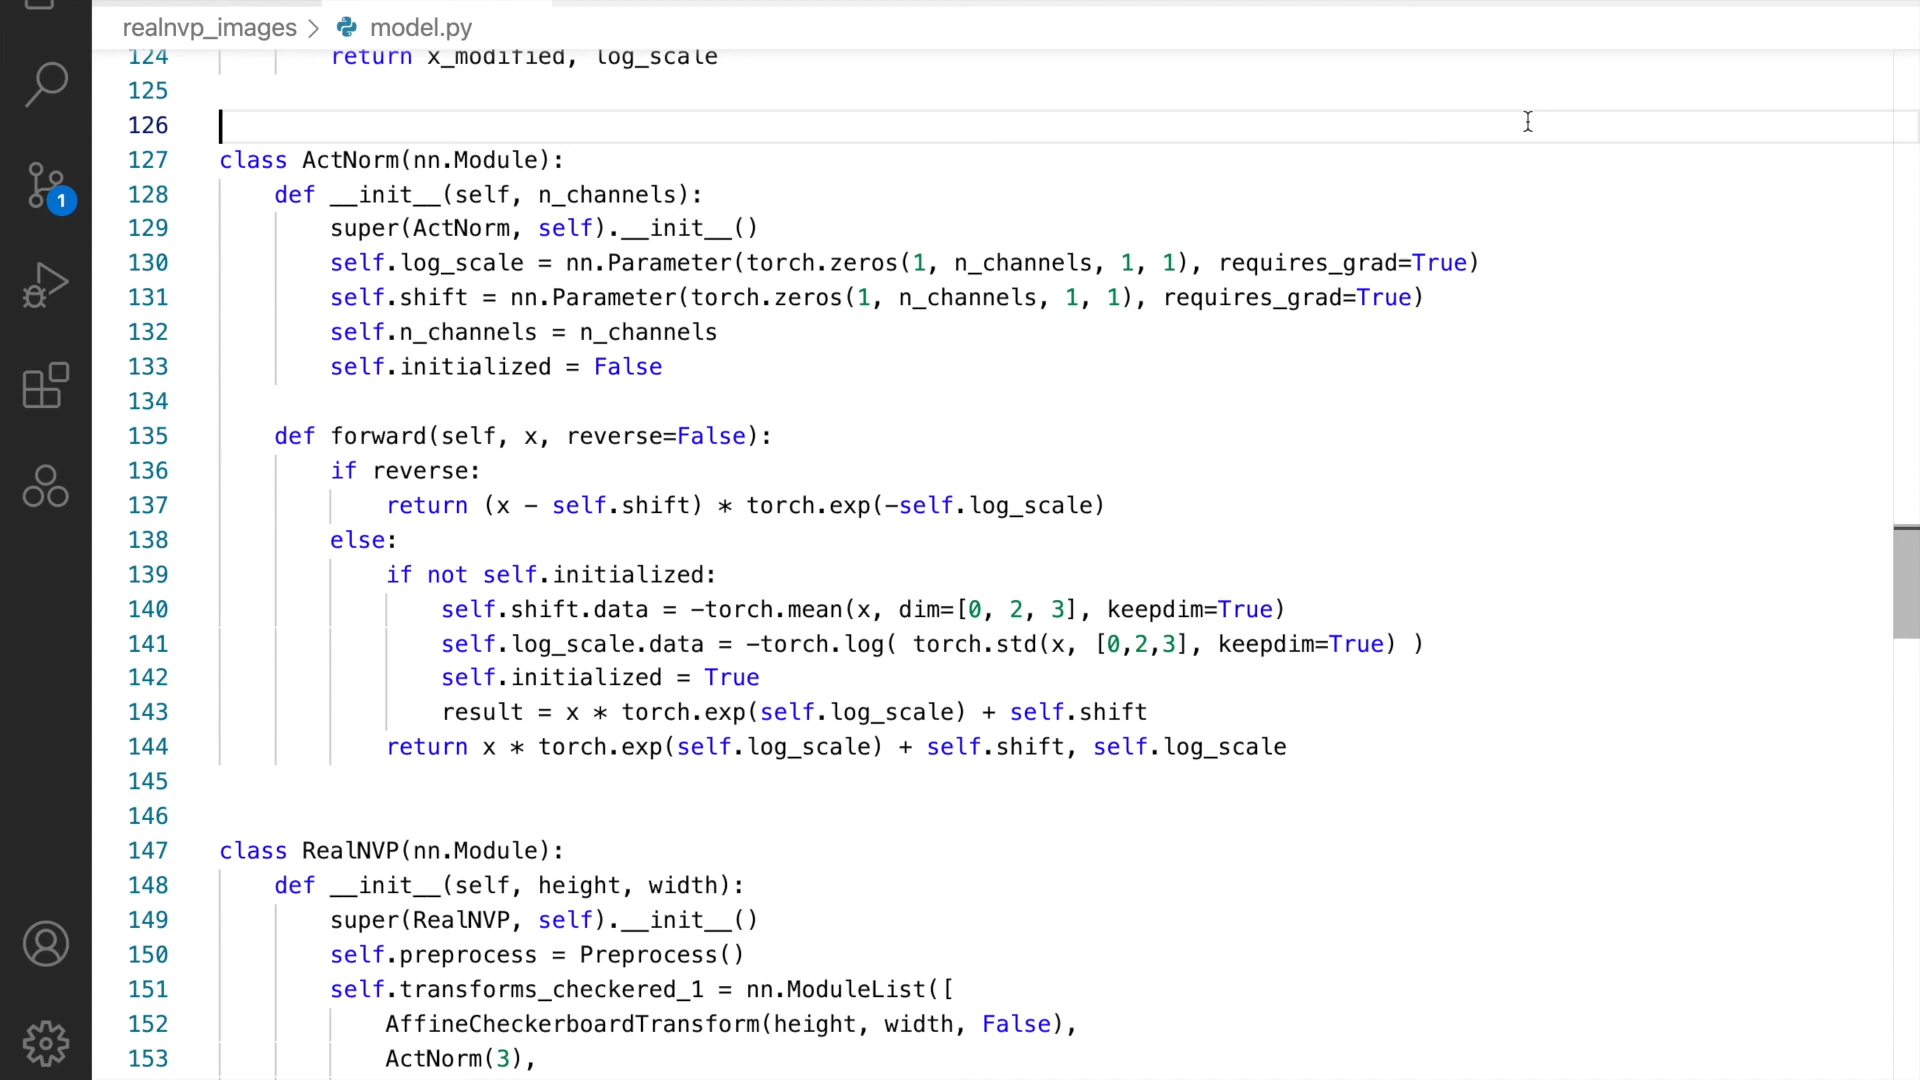 realnvp_images > model.py
124 return x_modified, log_scale
125
126
127 class ActNorm(nn.Module):
128 def __init__(self, n_channels):
129 super(ActNorm, self).__init__()
130 self.log_scale = nn.Parameter(torch.zeros(1, n_channels, 1, 1), requires_grad=True)
131 self.shift = nn.Parameter(torch.zeros(1, n_channels, 1, 1), requires_grad=True)
132 self.n_channels = n_channels
133 self.initialized = False
134
135 def forward(self, x, reverse=False):
136 if reverse:
137 return (x - self.shift) * torch.exp(-self.log_scale)
138 else:
139 if not self.initialized:
140 self.shift.data = -torch.mean(x, dim=[0, 2, 3], keepdim=True)
141 self.log_scale.data = -torch.log( torch.std(x, [0,2,3], keepdim=True) )
142 self.initialized = True
143 result = x * torch.exp(self.log_scale) + self.shift
144 return x * torch.exp(self.log_scale) + self.shift, self.log_scale
145
146
147 class RealNVP(nn.Module):
148 def __init__(self, height, width):
149 super(RealNVP, self).__init__()
150 self.preprocess = Preprocess()
151 self.transforms_checkered_1 = nn.ModuleList([
152 AffineCheckerboardTransform(height, width, False),
153 ActNorm(3),
1